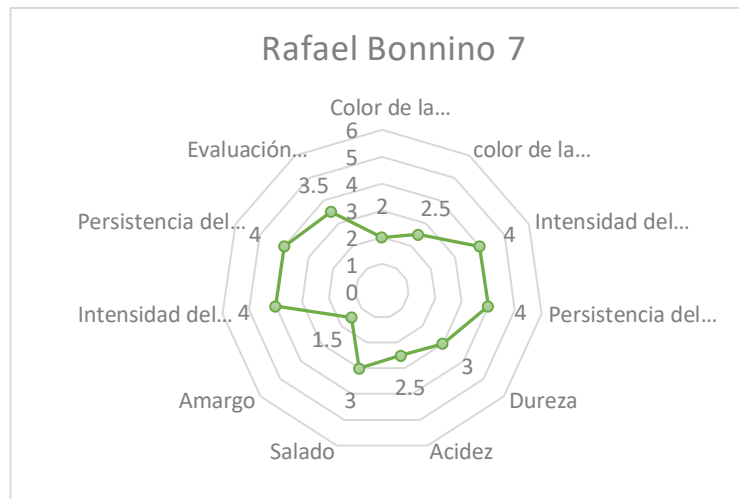 Rafael Bonnino 7
Color de la...
color de la...
Intensidad del...
Persistencia del...
Dureza
Acidez
Salado
Amargo
Intensidad del...
Persistencia del...
Evaluación...
6
5
4
3
2
1
0
2
2.5
4
4
3
2.5
3
1.5
4
4
3.5